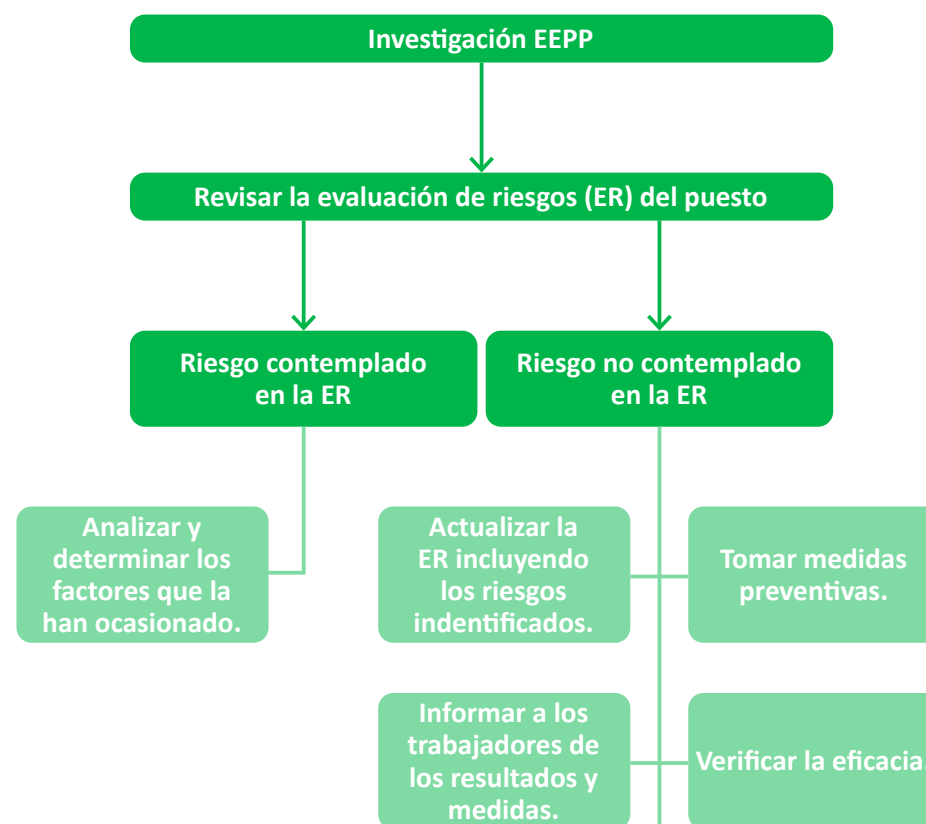 Investigación EEPP
Revisar la evaluación de riesgos (ER) del puesto
Riesgo contemplado
en la ER
Riesgo no contemplado
en la ER
Analizar y
determinar los
factores que la
han ocasionado.
Actualizar la
ER incluyendo
los riesgos
indentificados.
Tomar medidas
preventivas.
Informar a los
trabajadores de
los resultados y
medidas.
Verificar la eficacia.